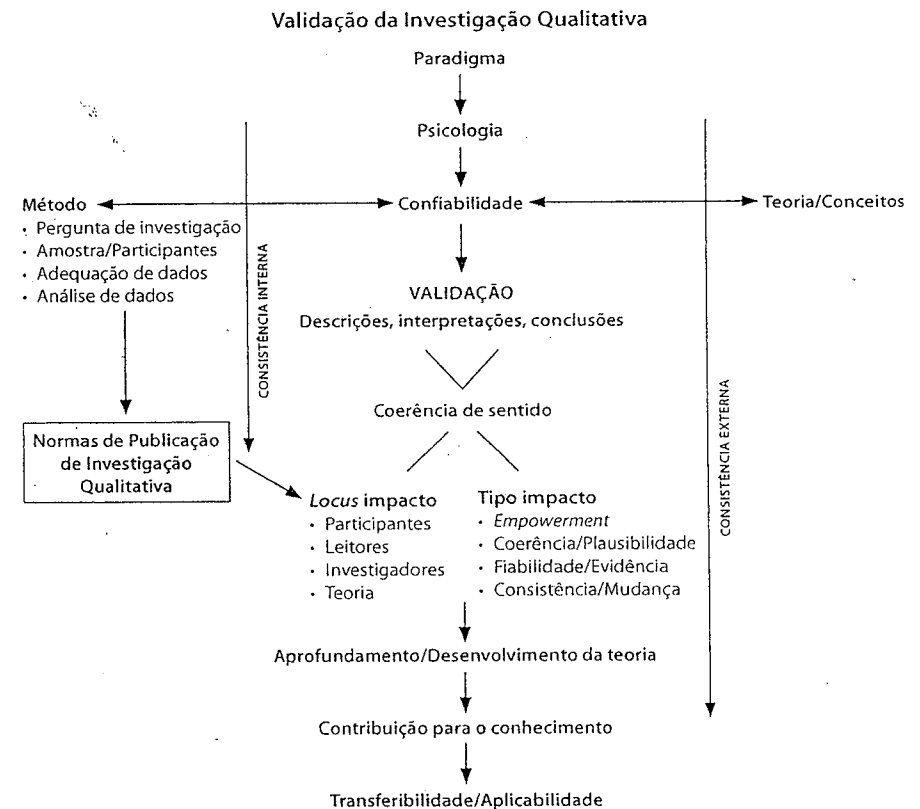 Validação da Investigação Qualitativa
Paradigma
Psicologia
Método
Confiabilidade
Teoria/Conceitos
· Pergunta de investigação
· Amostra/Participantes
· Adequação de dados
· Análise de dados
CONSISTÊNCIA INTERNA
VALIDAÇÃO
Descrições, interpretações, conclusões
Coerência de sentido
CONSISTÊNCIA EXTERNA
Normas de Publicação
de Investigação
Qualitativa
Locus impacto
· Participantes
· Leitores
· Investigadores
· Teoria
Tipo impacto
· Empowerment
· Coerência/Plausibilidade
· Fiabilidade/Evidência
· Consistência/Mudança
Aprofundamento/Desenvolvimento da teoria
Contribuição para o conhecimento
Transferibilidade/Aplicabilidade